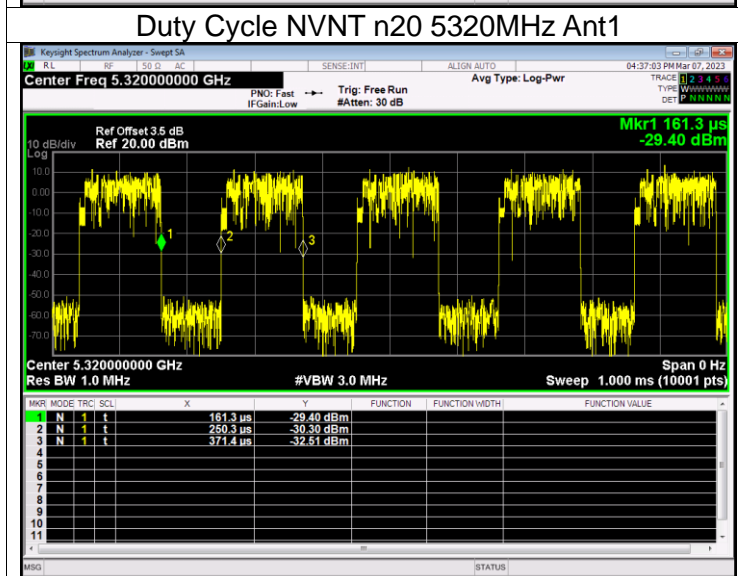 Duty Cycle NVNT n20 5320MHz Ant1
Keysight Spectrum Analyzer - Swept SA
RL RF 50 Ω AC SENSE:INT ALIGN AUTO 04:37:03 PM Mar 07, 2023
Center Freq 5.320000000 GHz Avg Type: Log-Pwr TRACE 1 2 3 4 5 6
PNO: Fast Trig: Free Run TYPE WWWWWW
IFGain:Low #Atten: 30 dB DET P NNNNN
Mkr1 161.3 µs
-29.40 dBm
Ref Offset 3.5 dB
10 dB/div Ref 20.00 dBm
Log
10.0
0.00
-10.0
-20.0
-30.0
-40.0
-50.0
-60.0
-70.0
1
2
3
Center 5.320000000 GHz Span 0 Hz
Res BW 1.0 MHz #VBW 3.0 MHz Sweep 1.000 ms (10001 pts)
MKR MODE TRC SCL X Y FUNCTION FUNCTION WIDTH FUNCTION VALUE
1 N 1 t 161.3 µs -29.40 dBm
2 N 1 t 250.3 µs -30.30 dBm
3 N 1 t 371.4 µs -32.51 dBm
4
5
6
7
8
9
10
11
MSG STATUS